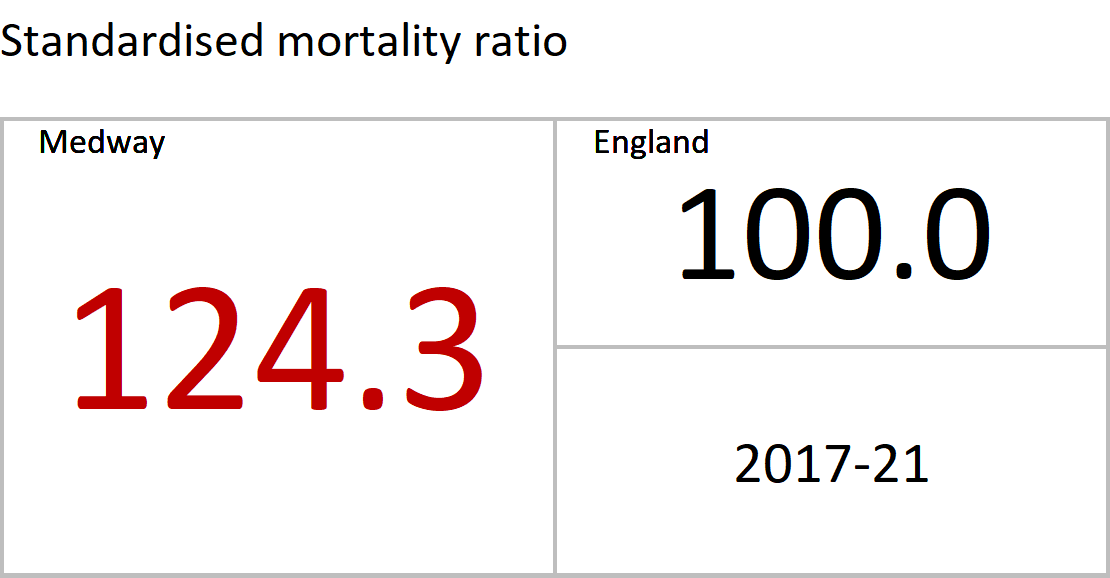 Standardised mortality ratio
Medway
124.3
England
100.0
2017-21